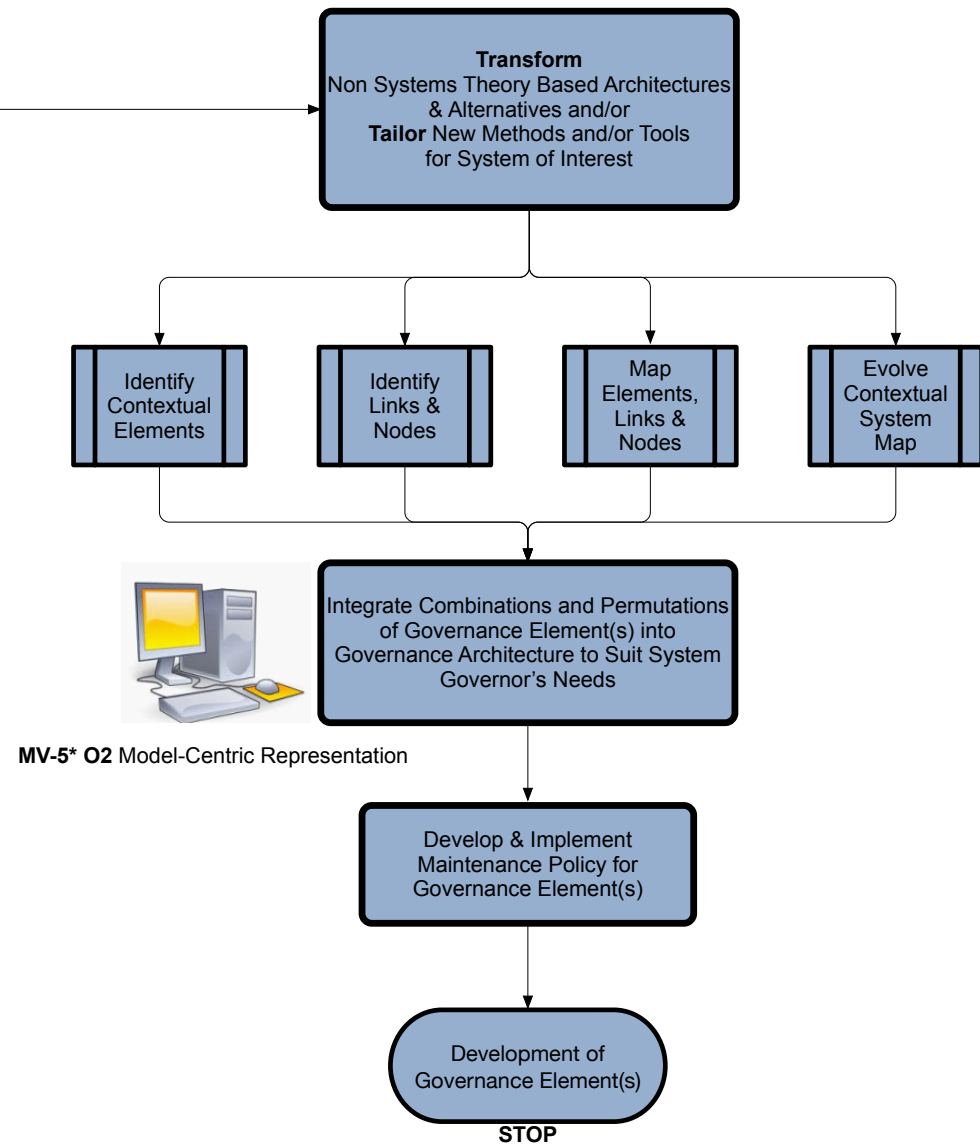 Transform
Non Systems Theory Based Architectures
& Alternatives and/or
Tailor New Methods and/or Tools
for System of Interest
Identify
Contextual
Elements
Identify
Links &
Nodes
Map
Elements,
Links &
Nodes
Evolve
Contextual
System
Map
Integrate Combinations and Permutations
of Governance Element(s) into
Governance Architecture to Suit System
Governor’s Needs
MV-5* O2 Model-Centric Representation
Develop & Implement
Maintenance Policy for
Governance Element(s)
Development of
Governance Element(s)
STOP